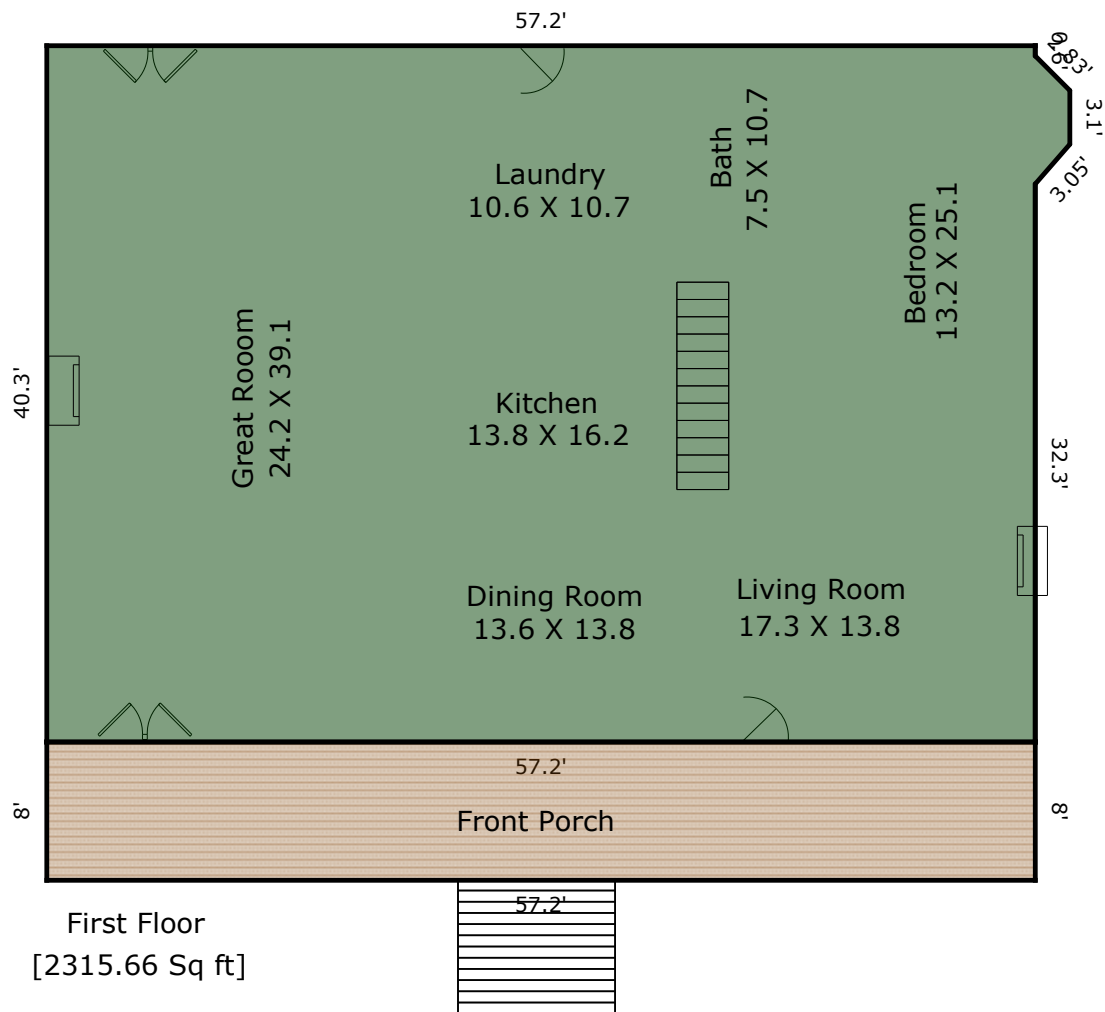 57.2'
2.83'
3.1'
3.05'
Laundry
10.6 X 10.7
Bath
7.5 X 10.7
Bedroom
13.2 X 25.1
Great Rooom
24.2 X 39.1
40.3'
Kitchen
13.8 X 16.2
32.3'
Dining Room
13.6 X 13.8
Living Room
17.3 X 13.8
57.2'
8'
Front Porch
8'
57.2'
First Floor
[2315.66 Sq ft]